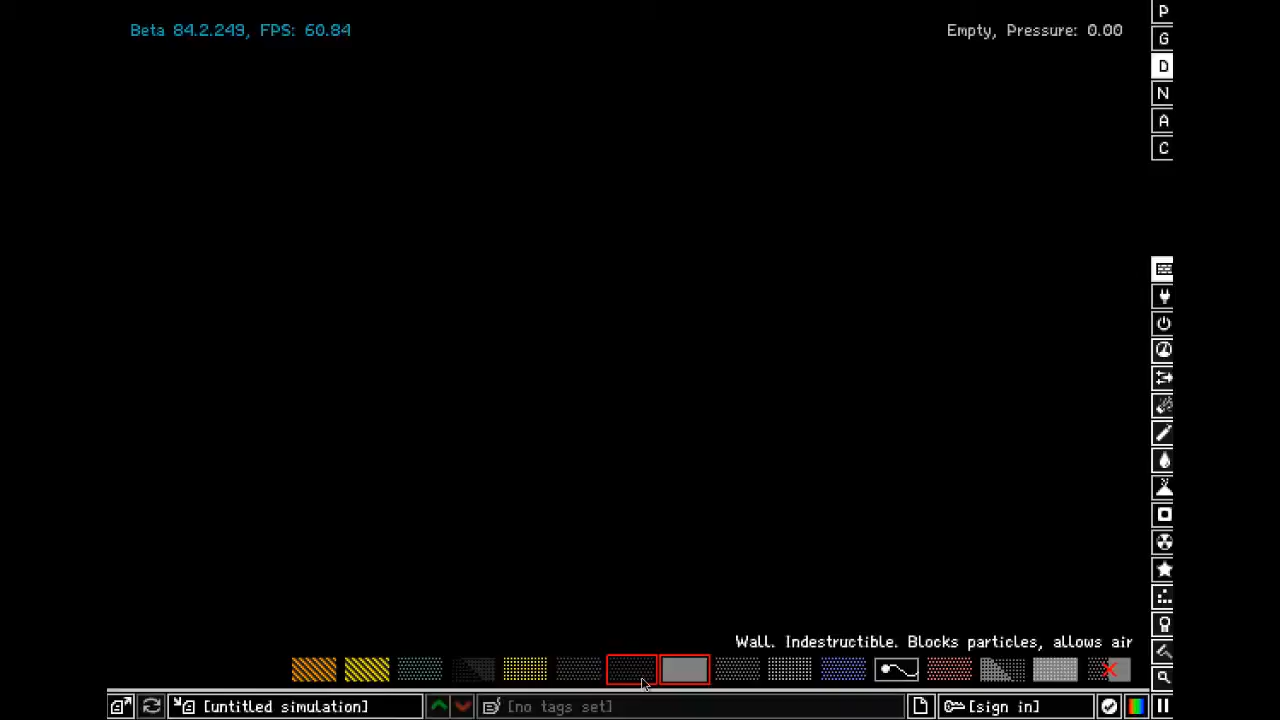 Beta 84.2.249, FPS: 60.84
Empty, Pressure: 0.00
P
G
D
N
A
C
Wall. Indestructible. Blocks particles, allows air
[untitled simulation]
[no tags set]
[sign in]